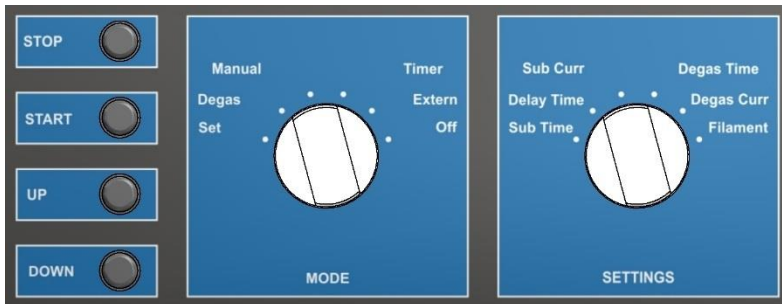 STOP
START
UP
DOWN
Manual
Timer
Degas
Extern
Set
Off
MODE
Sub Curr
Degas Time
Delay Time
Degas Curr
Sub Time
Filament
SETTINGS